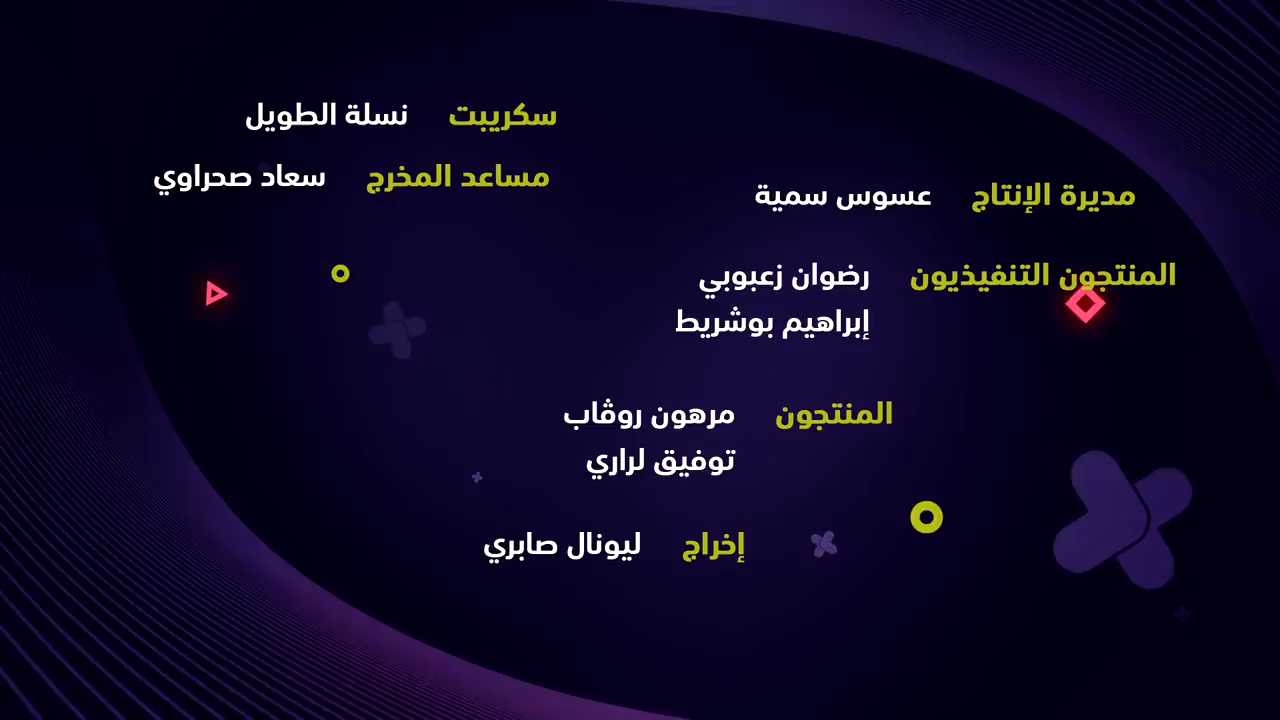 سكريبت نسلة الطويل
مساعد المخرج سعاد صحراوي
مديرة الإنتاج عسوس سمية
المنتجون التنفيذيون رضوان زعبوبي
إبراهيم بوشريط
المنتجون مرهون روڨاب
توفيق لراري
إخراج ليونال صابري